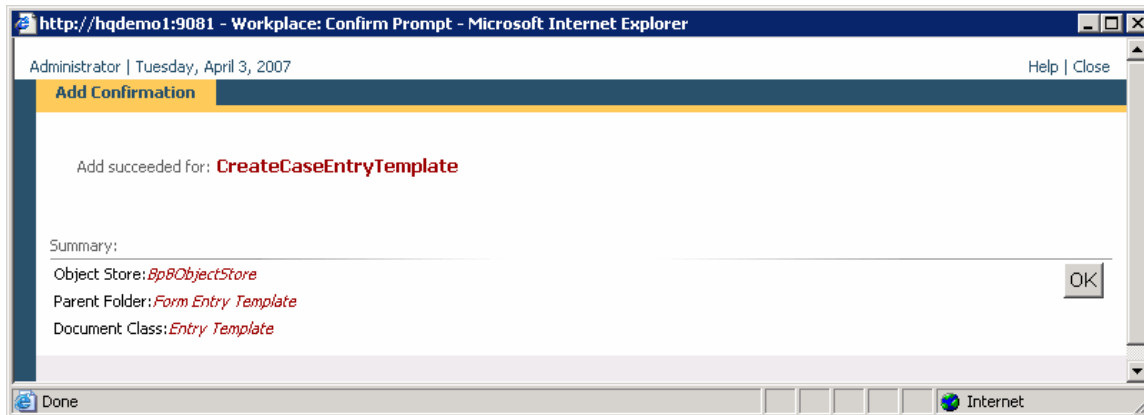 http://hqdemo1:9081 - Workplace: Confirm Prompt - Microsoft Internet Explorer
Administrator | Tuesday, April 3, 2007 Help | Close
Add Confirmation
Add succeeded for: CreateCaseEntryTemplate
Summary:
Object Store:BpBObjectStore
Parent Folder:Form Entry Template
Document Class:Entry Template
OK
Done Internet